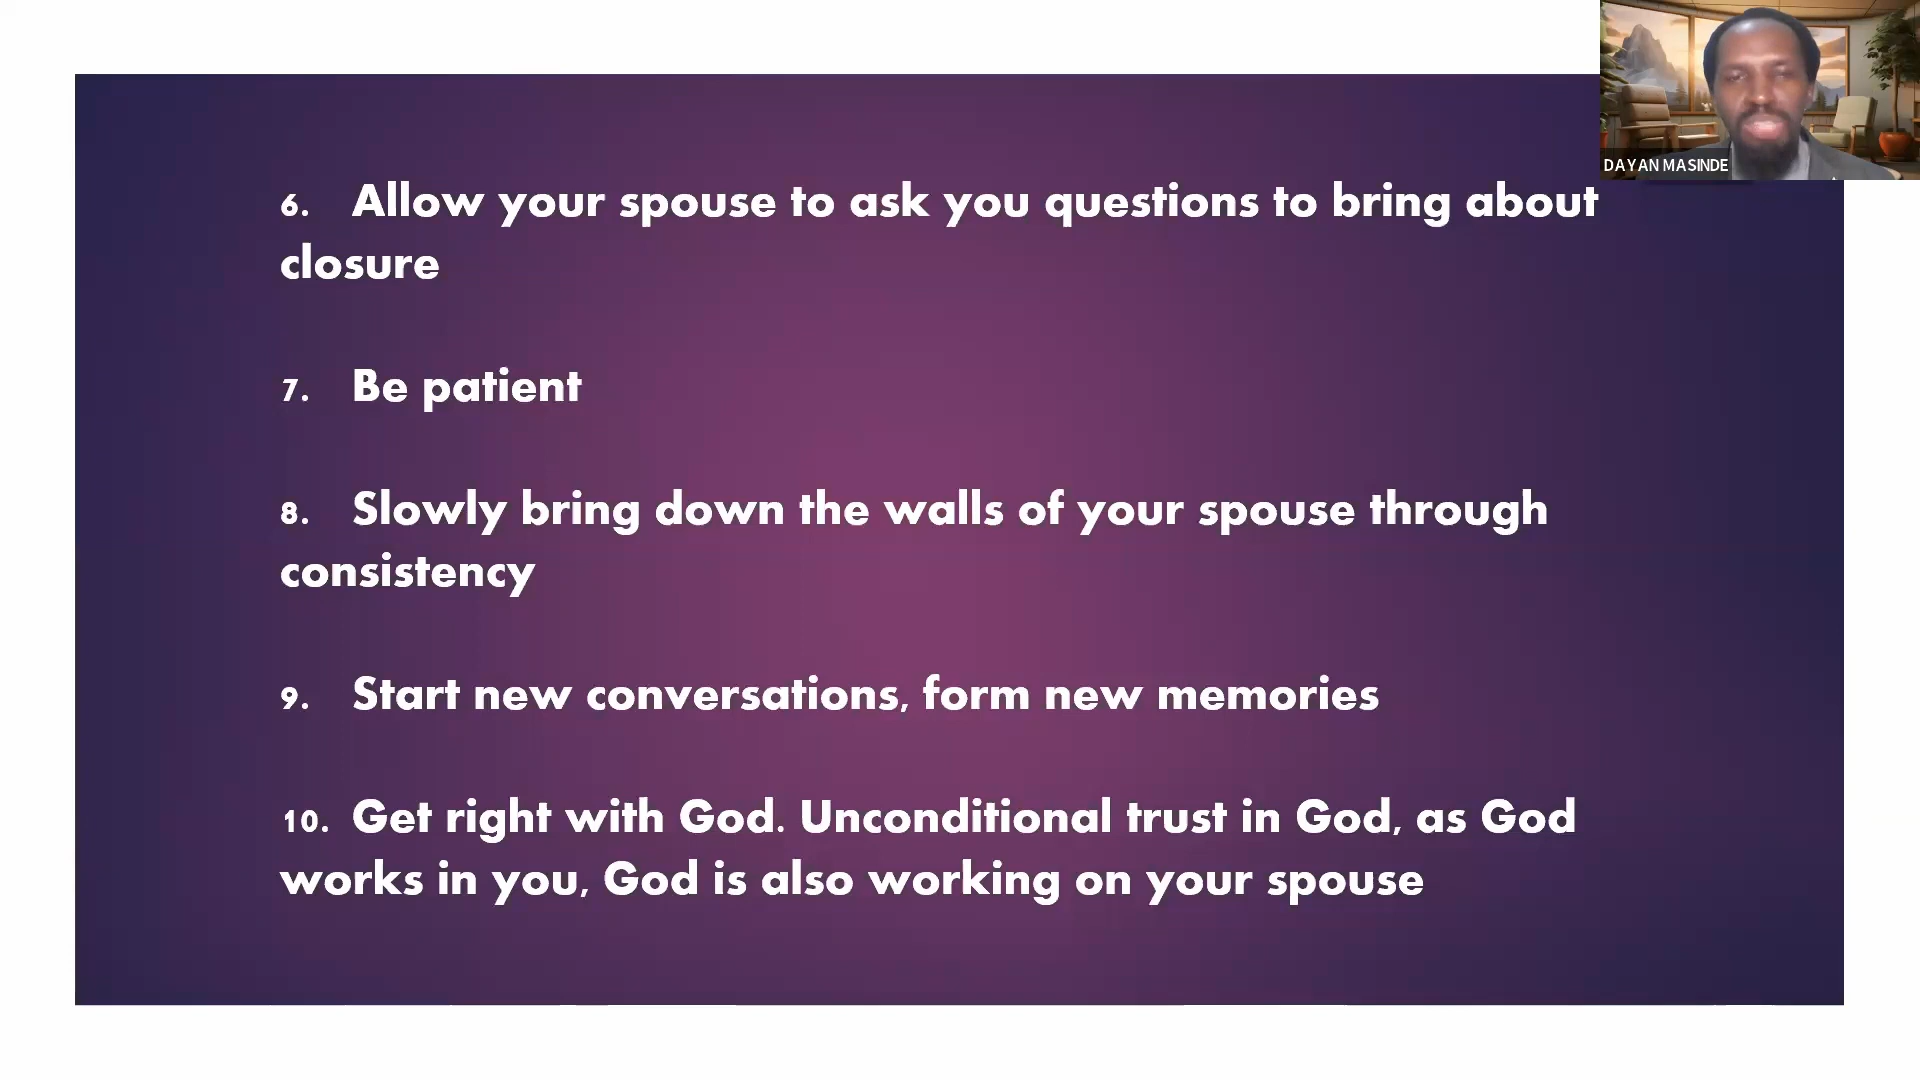 DAYAN MASINDE
6. Allow your spouse to ask you questions to bring about
closure
7. Be patient
8. Slowly bring down the walls of your spouse through
consistency
9. Start new conversations, form new memories
10. Get right with God. Unconditional trust in God, as God
works in you, God is also working on your spouse